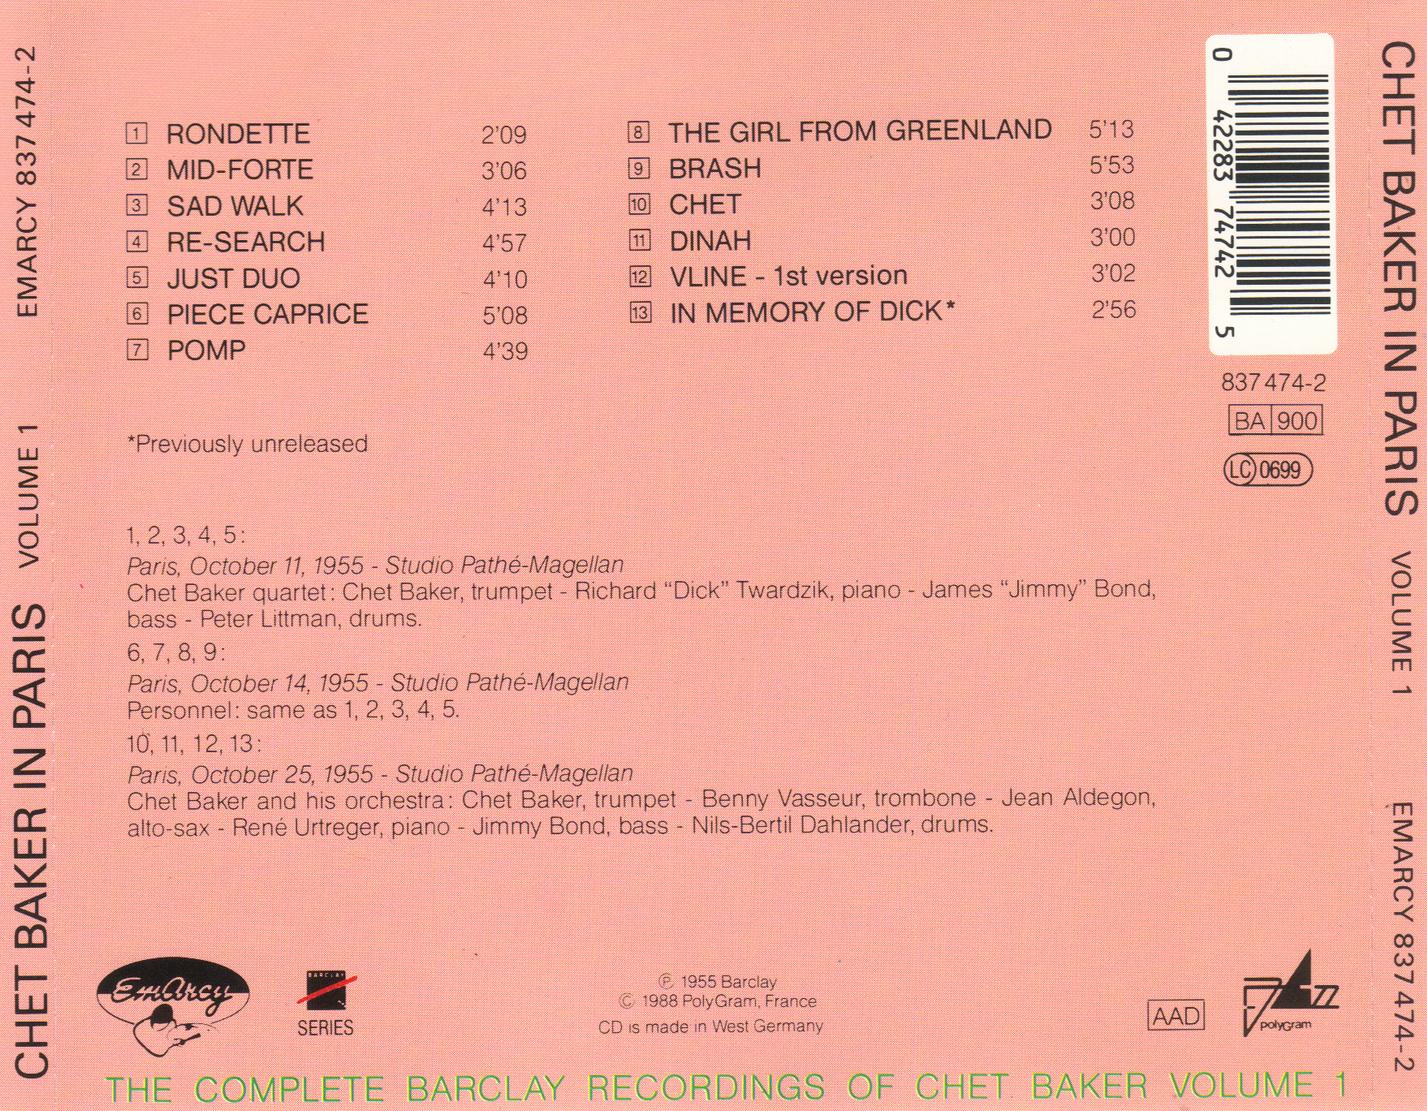 EMARCY 837 474-2
VOLUME 1
CHET BAKER IN PARIS
1 RONDETTE 2'09
2 MID-FORTE 3'06
3 SAD WALK 4'13
4 RE-SEARCH 4'57
5 JUST DUO 4'10
6 PIECE CAPRICE 5'08
7 POMP 4'39
8 THE GIRL FROM GREENLAND 5'13
9 BRASH 5'53
10 CHET 3'08
11 DINAH 3'00
12 VLINE - 1st version 3'02
13 IN MEMORY OF DICK* 2'56
*Previously unreleased
0 42283 74742 5
837 474-2
BA 900
LC 0699
1, 2, 3, 4, 5:
Paris, October 11, 1955 - Studio Pathé-Magellan
Chet Baker quartet: Chet Baker, trumpet - Richard “Dick” Twardzik, piano - James “Jimmy” Bond,
bass - Peter Littman, drums.
6, 7, 8, 9:
Paris, October 14, 1955 - Studio Pathé-Magellan
Personnel: same as 1, 2, 3, 4, 5.
10, 11, 12, 13:
Paris, October 25, 1955 - Studio Pathé-Magellan
Chet Baker and his orchestra: Chet Baker, trumpet - Benny Vasseur, trombone - Jean Aldegon,
alto-sax - René Urtreger, piano - Jimmy Bond, bass - Nils-Bertil Dahlander, drums.
EmArcy
BARCLAY
SERIES
℗ 1955 Barclay
© 1988 PolyGram, France
CD is made in West Germany
AAD
JAZZ
polyGram
THE COMPLETE BARCLAY RECORDINGS OF CHET BAKER VOLUME 1
CHET BAKER IN PARIS
VOLUME 1
EMARCY 837 474-2